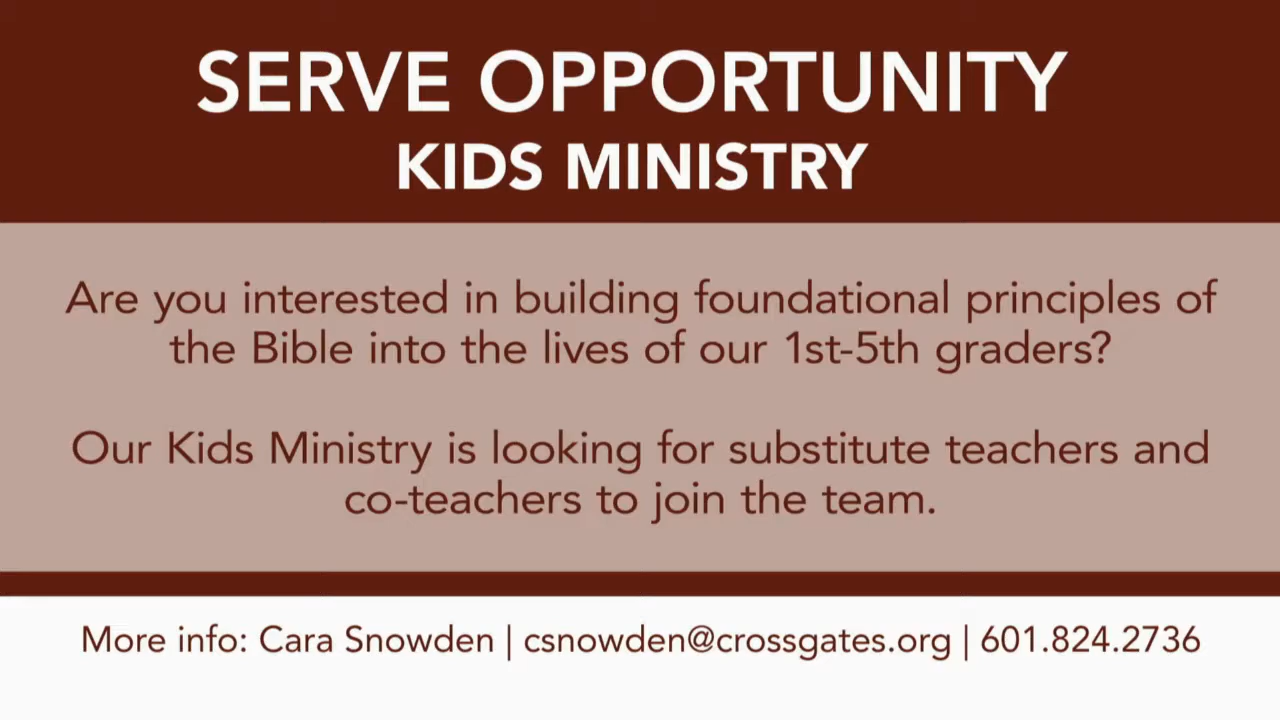 SERVE OPPORTUNITY
KIDS MINISTRY
Are you interested in building foundational principles of
the Bible into the lives of our 1st-5th graders?
Our Kids Ministry is looking for substitute teachers and
co-teachers to join the team.
More info: Cara Snowden | csnowden@crossgates.org | 601.824.2736